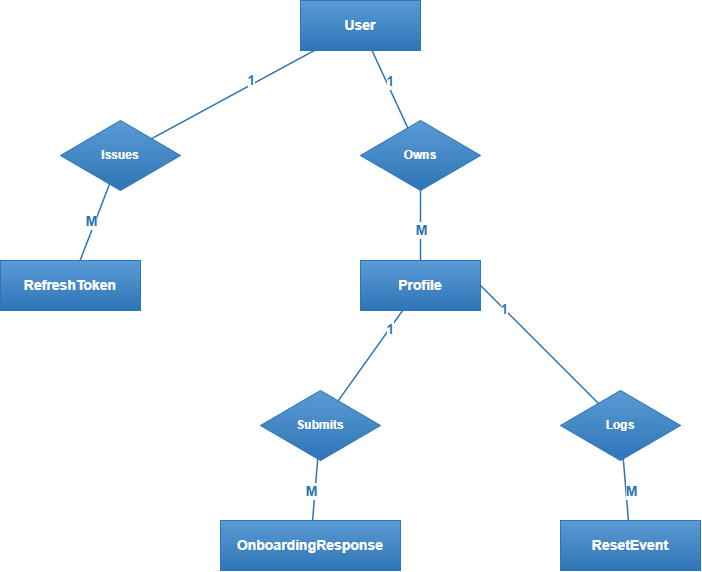 User
1
1
Issues
Owns
M
M
RefreshToken
Profile
1
1
Submits
Logs
M
M
OnboardingResponse
ResetEvent